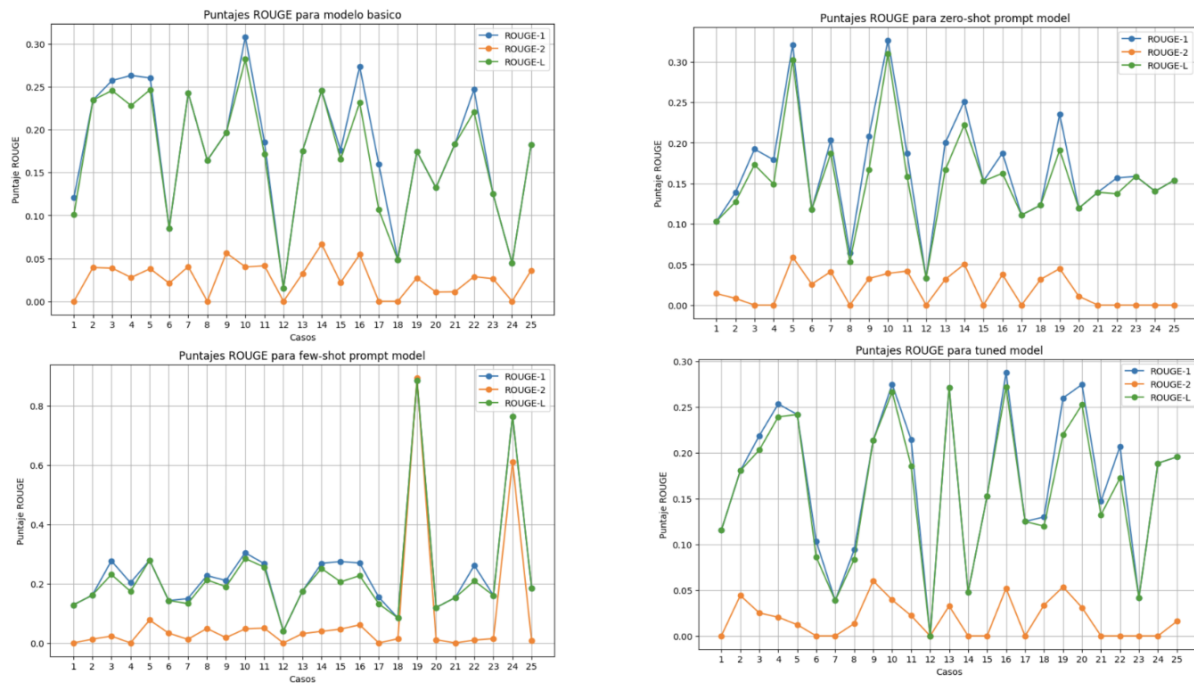 Puntajes ROUGE para modelo basico
0.30
0.25
0.20
0.15
0.10
0.05
0.00
Puntaje ROUGE
ROUGE-1
ROUGE-2
ROUGE-L
1 2 3 4 5 6 7 8 9 10 11 12 13 14 15 16 17 18 19 20 21 22 23 24 25
Casos
Puntajes ROUGE para zero-shot prompt model
0.30
0.25
0.20
0.15
0.10
0.05
0.00
Puntaje ROUGE
ROUGE-1
ROUGE-2
ROUGE-L
1 2 3 4 5 6 7 8 9 10 11 12 13 14 15 16 17 18 19 20 21 22 23 24 25
Puntajes ROUGE para few-shot prompt model
0.8
0.6
0.4
0.2
0.0
Puntaje ROUGE
ROUGE-1
ROUGE-2
ROUGE-L
1 2 3 4 5 6 7 8 9 10 11 12 13 14 15 16 17 18 19 20 21 22 23 24 25
Puntajes ROUGE para tuned model
0.30
0.25
0.20
0.15
0.10
0.05
0.00
Puntaje ROUGE
ROUGE-1
ROUGE-2
ROUGE-L
1 2 3 4 5 6 7 8 9 10 11 12 13 14 15 16 17 18 19 20 21 22 23 24 25
Casos